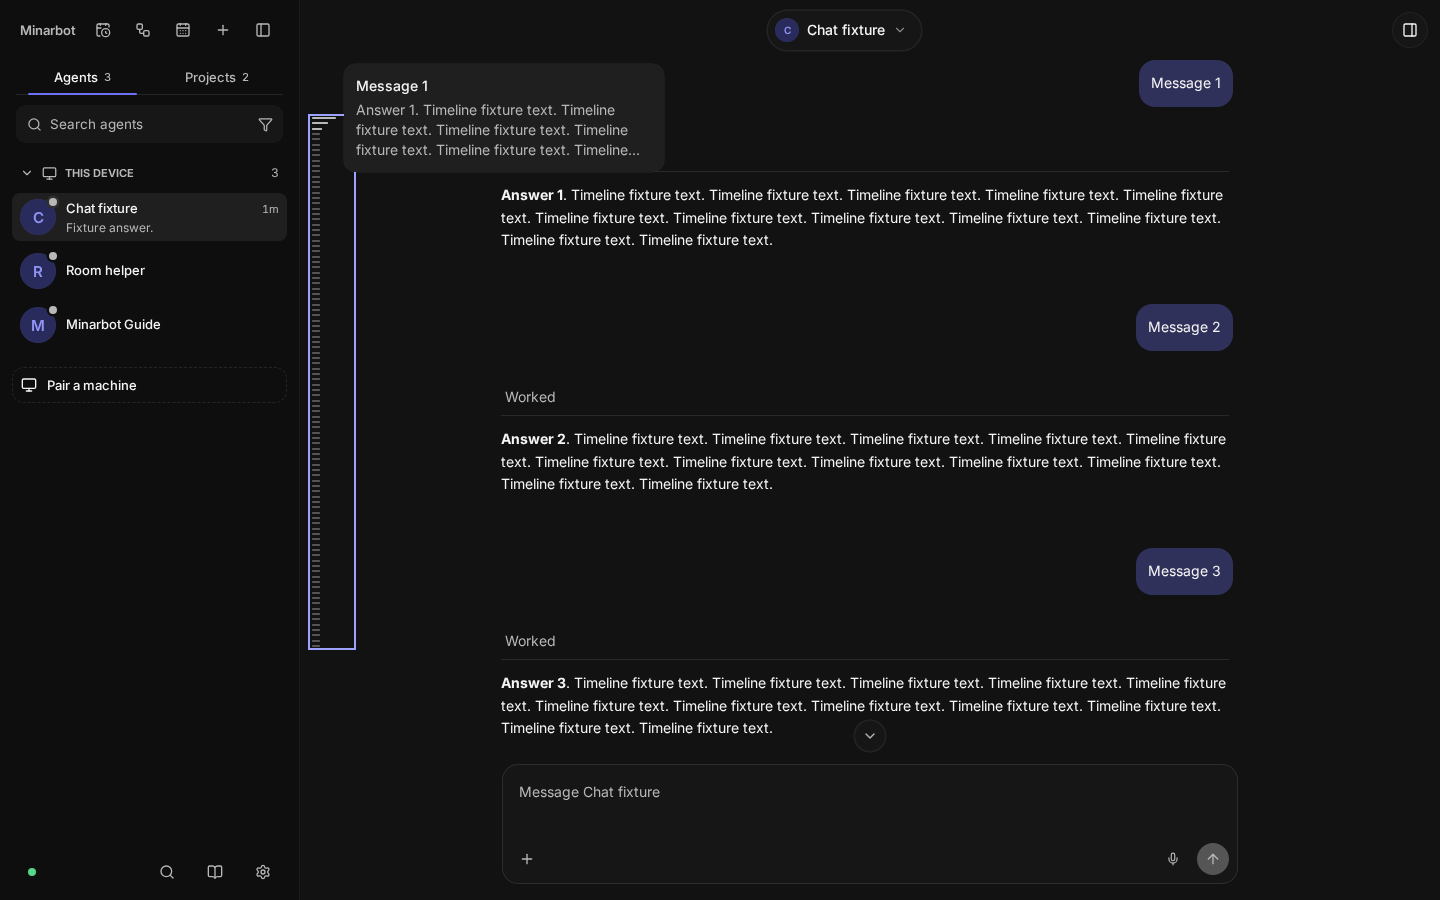 Minarbot
Agents 3
Projects 2
Search agents
THIS DEVICE 3
C
Chat fixture 1m
Fixture answer.
R
Room helper
M
Minarbot Guide
Pair a machine
C Chat fixture
Message 1
Answer 1. Timeline fixture text. Timeline
fixture text. Timeline fixture text. Timeline
fixture text. Timeline fixture text. Timeline...
Message 1
Answer 1. Timeline fixture text. Timeline fixture text. Timeline fixture text. Timeline fixture text. Timeline fixture
text. Timeline fixture text. Timeline fixture text. Timeline fixture text. Timeline fixture text. Timeline fixture text.
Timeline fixture text. Timeline fixture text.
Message 2
Worked
Answer 2. Timeline fixture text. Timeline fixture text. Timeline fixture text. Timeline fixture text. Timeline fixture
text. Timeline fixture text. Timeline fixture text. Timeline fixture text. Timeline fixture text. Timeline fixture text.
Timeline fixture text. Timeline fixture text.
Message 3
Worked
Answer 3. Timeline fixture text. Timeline fixture text. Timeline fixture text. Timeline fixture text. Timeline fixture
text. Timeline fixture text. Timeline fixture text. Timeline fixture text. Timeline fixture text. Timeline fixture text.
Timeline fixture text. Timeline fixture text.
Message Chat fixture